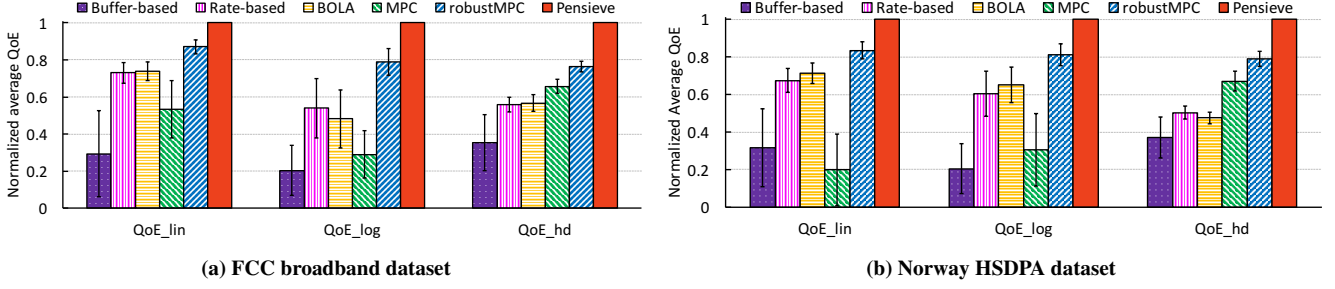 Buffer-based Rate-based BOLA MPC robustMPC Pensieve
Normalized average QoE
1
0.8
0.6
0.4
0.2
0
QoE_lin QoE_log QoE_hd
(a) FCC broadband dataset
Buffer-based Rate-based BOLA MPC robustMPC Pensieve
Normalized Average QoE
1
0.8
0.6
0.4
0.2
0
QoE_lin QoE_log QoE_hd
(b) Norway HSDPA dataset